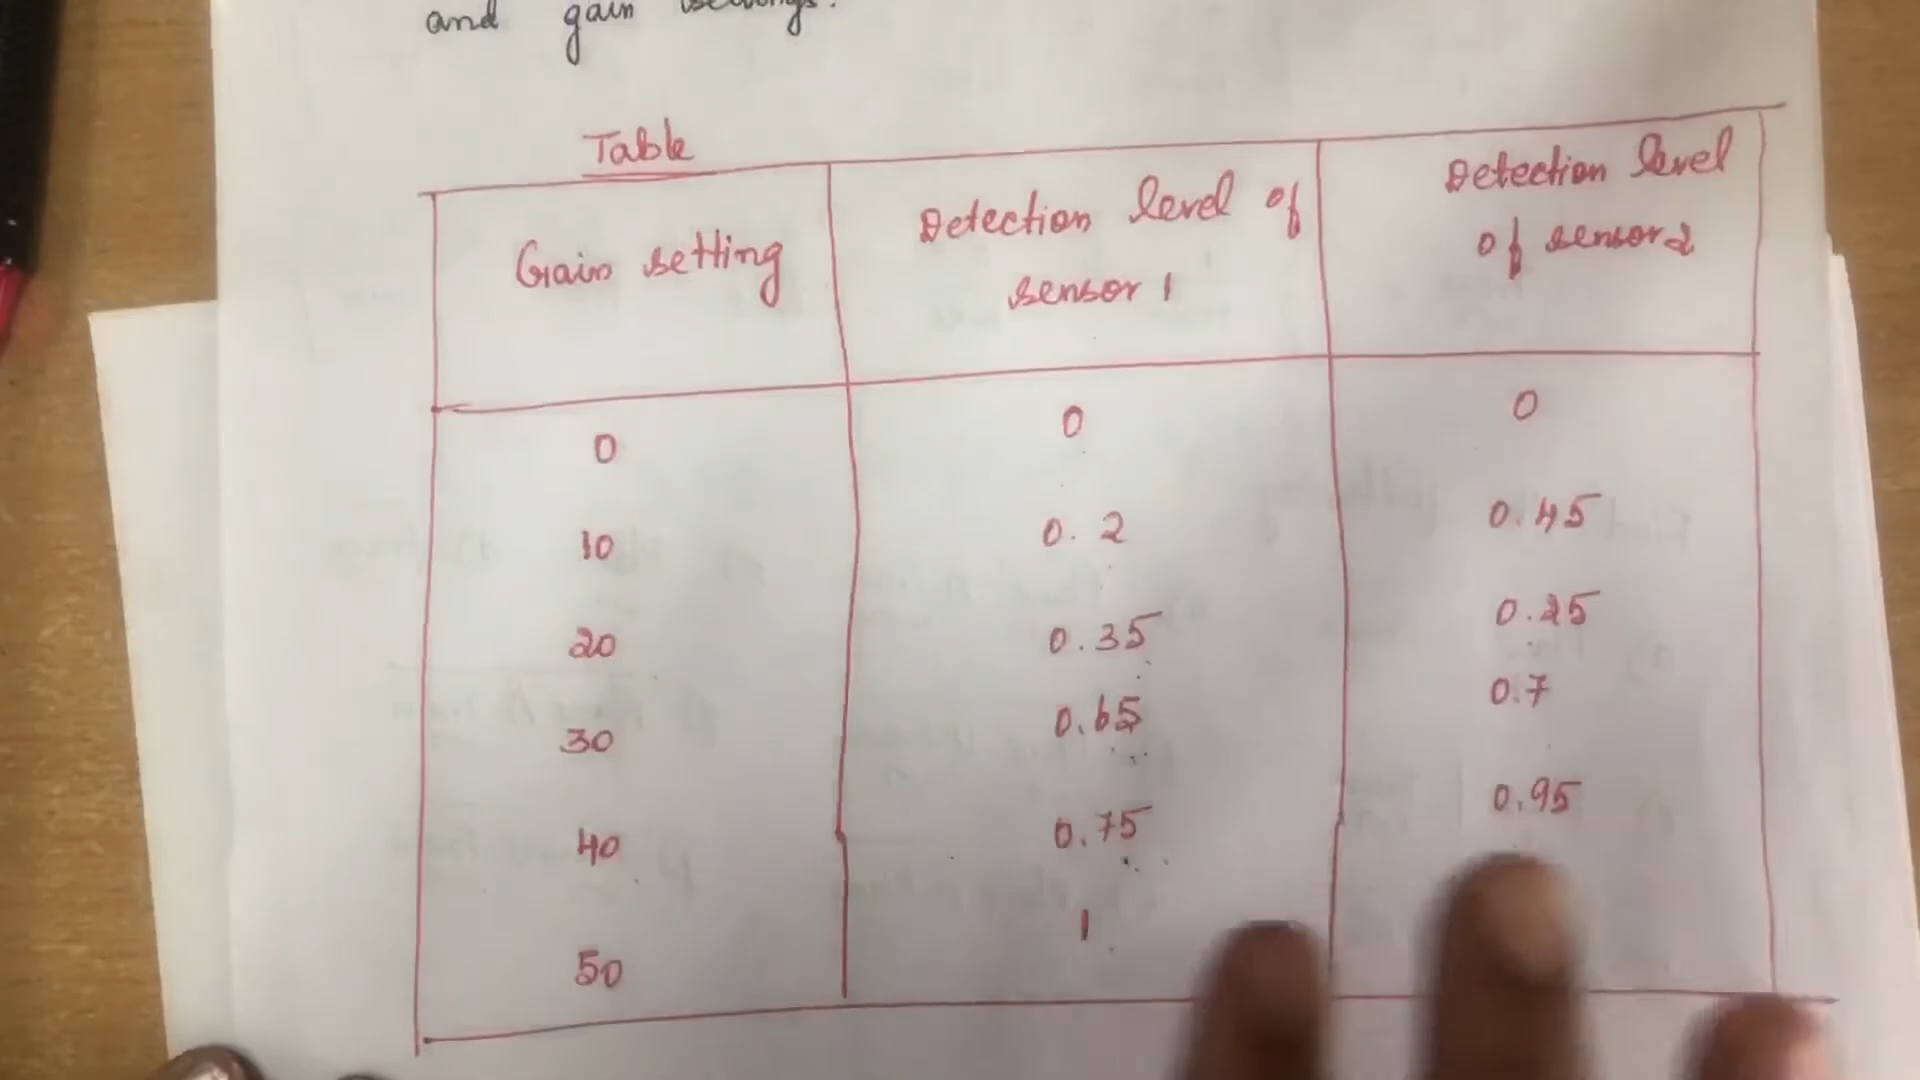 and gain settings.
Table
Gain setting
Detection level of
sensor 1
Detection level
of sensor2
0 0 0
10 0.2 0.45
20 0.35 0.25
30 0.65 0.7
40 0.75 0.95
50 1